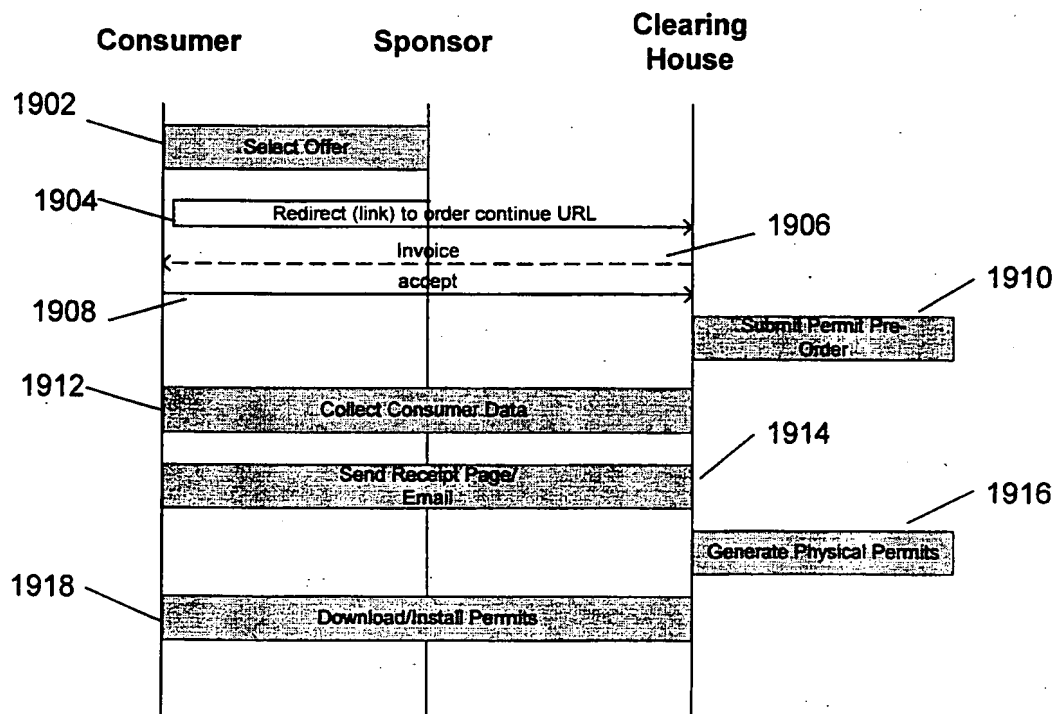 Consumer
Sponsor
Clearing
House
1902
Select Offer
1904
Redirect (link) to order continue URL
1906
Invoice
accept
1908
1910
Submit Permit Pre-
Order
1912
Collect Consumer Data
1914
Send Receipt Page/
Email
1916
Generate Physical Permits
1918
Download/Install Permits